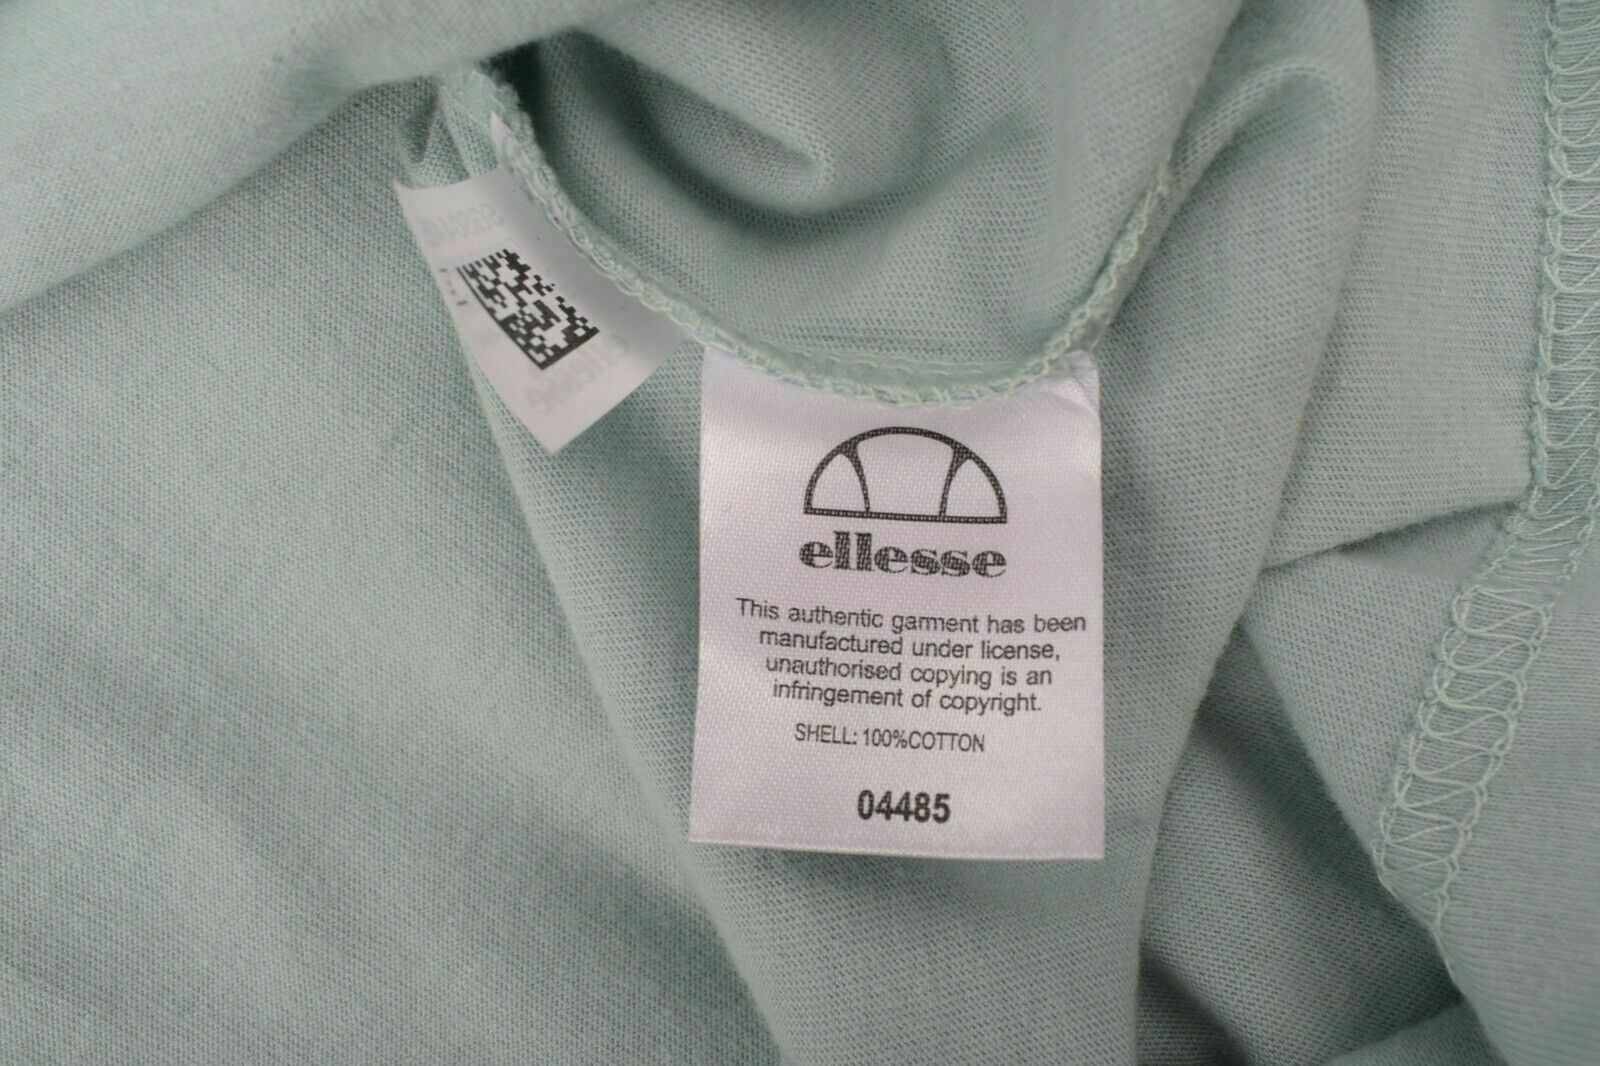 ellesse
This authentic garment has been
manufactured under license,
unauthorised copying is an
infringement of copyright.
SHELL: 100%COTTON
04485
ellesse